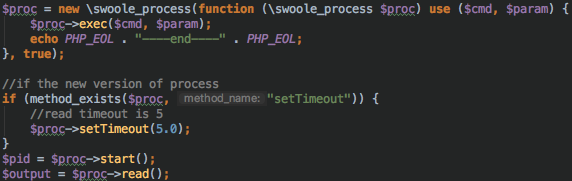 $proc = new \swoole_process(function (\swoole_process $proc) use ($cmd, $param) {
$proc->exec($cmd, $param);
echo PHP_EOL . "----end----" . PHP_EOL;
}, true);
//if the new version of process
if (method_exists($proc, method_name: "setTimeout")) {
//read timeout is 5
$proc->setTimeout(5.0);
}
$pid = $proc->start();
$output = $proc->read();